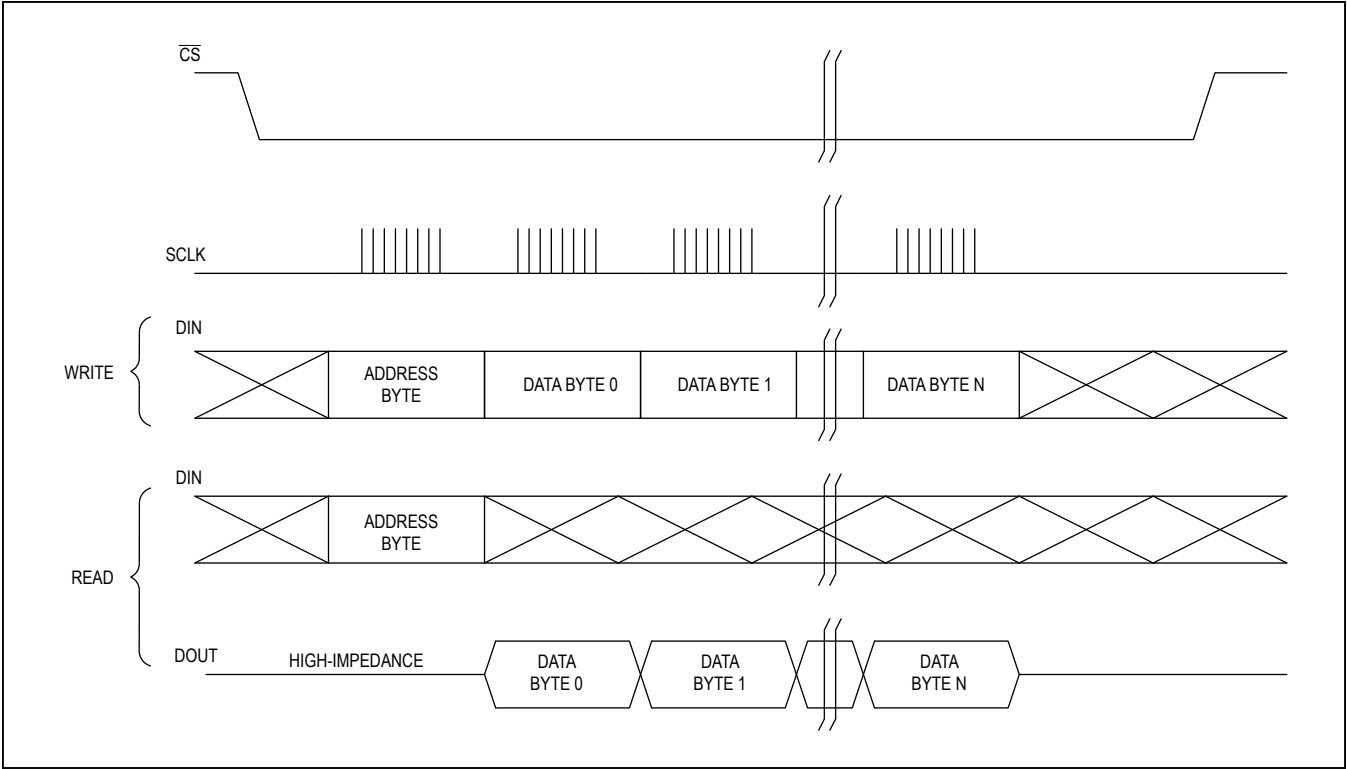 CS
SCLK
DIN
WRITE
ADDRESS
BYTE
DATA BYTE 0
DATA BYTE 1
DATA BYTE N
DIN
READ
ADDRESS
BYTE
DOUT
HIGH-IMPEDANCE
DATA
BYTE 0
DATA
BYTE 1
DATA
BYTE N